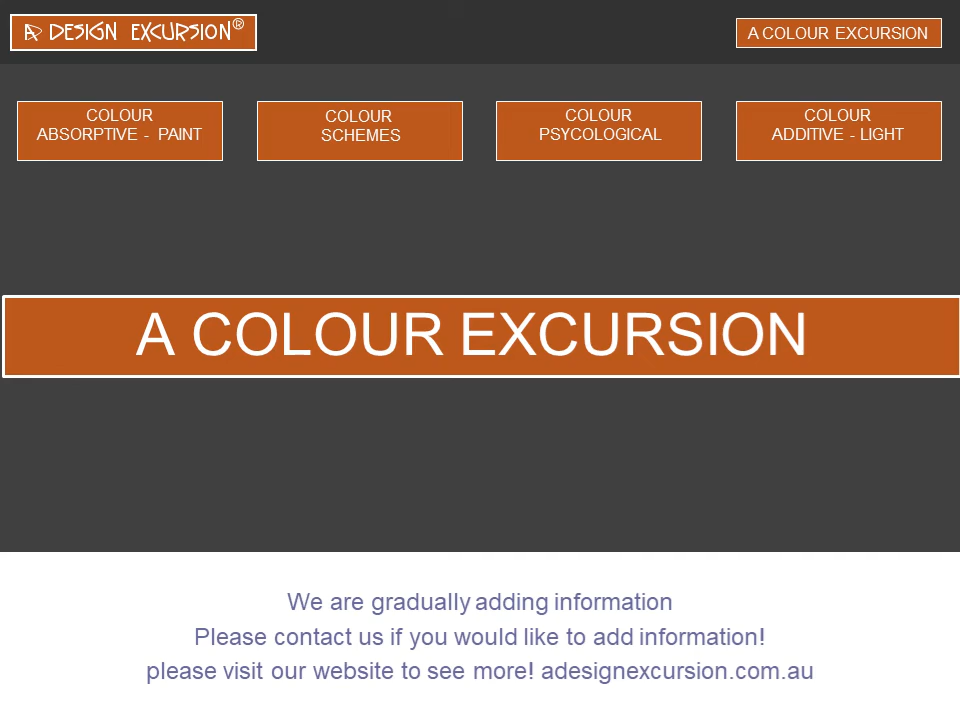 A DESIGN EXCURSION®
A COLOUR EXCURSION
COLOUR
ABSORPTIVE - PAINT
COLOUR
SCHEMES
COLOUR
PSYCOLOGICAL
COLOUR
ADDITIVE - LIGHT
A COLOUR EXCURSION
We are gradually adding information
Please contact us if you would like to add information!
please visit our website to see more! adesignexcursion.com.au